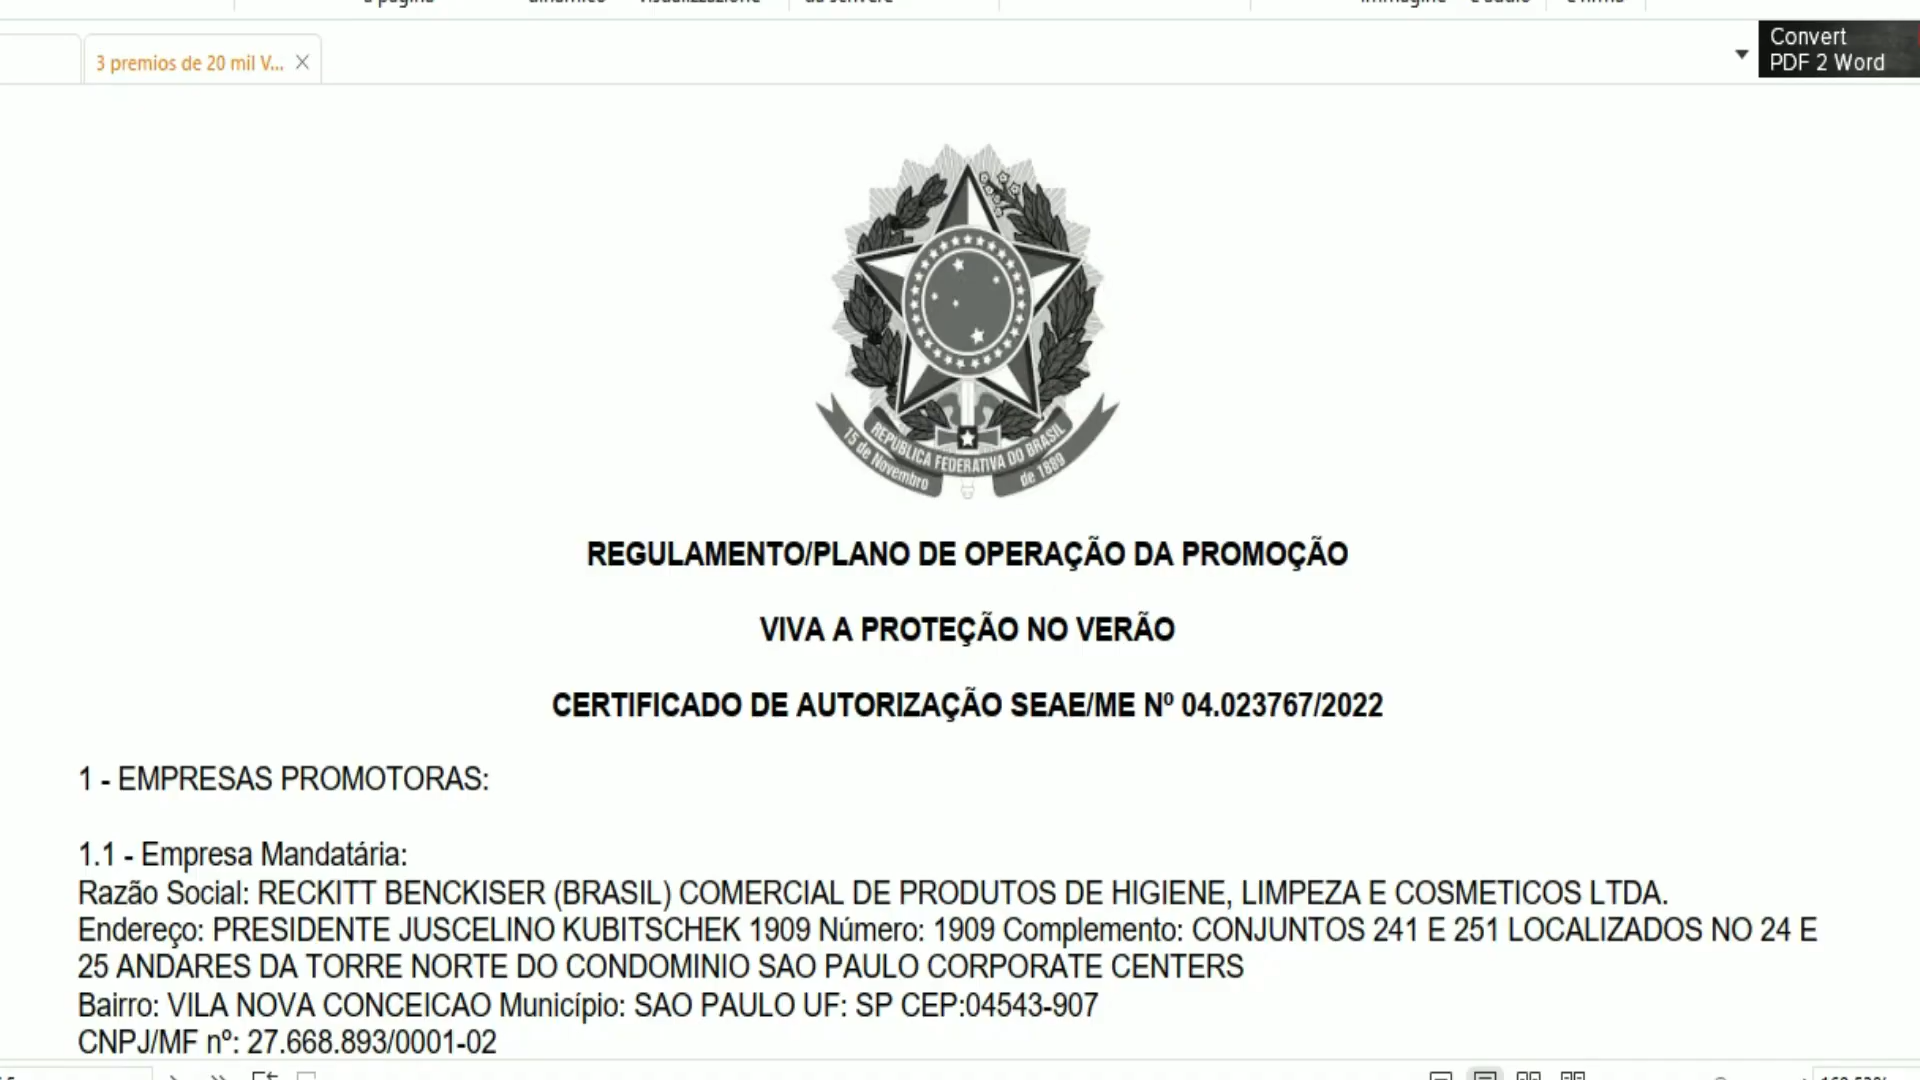 3 premios de 20 mil V...
Convert
PDF 2 Word
15 de Novembro
REPÚBLICA FEDERATIVA DO BRASIL
de 1889
REGULAMENTO/PLANO DE OPERAÇÃO DA PROMOÇÃO
VIVA A PROTEÇÃO NO VERÃO
CERTIFICADO DE AUTORIZAÇÃO SEAE/ME Nº 04.023767/2022
1 - EMPRESAS PROMOTORAS:
1.1 - Empresa Mandatária:
Razão Social: RECKITT BENCKISER (BRASIL) COMERCIAL DE PRODUTOS DE HIGIENE, LIMPEZA E COSMETICOS LTDA.
Endereço: PRESIDENTE JUSCELINO KUBITSCHEK 1909 Número: 1909 Complemento: CONJUNTOS 241 E 251 LOCALIZADOS NO 24 E
25 ANDARES DA TORRE NORTE DO CONDOMINIO SAO PAULO CORPORATE CENTERS
Bairro: VILA NOVA CONCEICAO Município: SAO PAULO UF: SP CEP:04543-907
CNPJ/MF nº: 27.668.893/0001-02